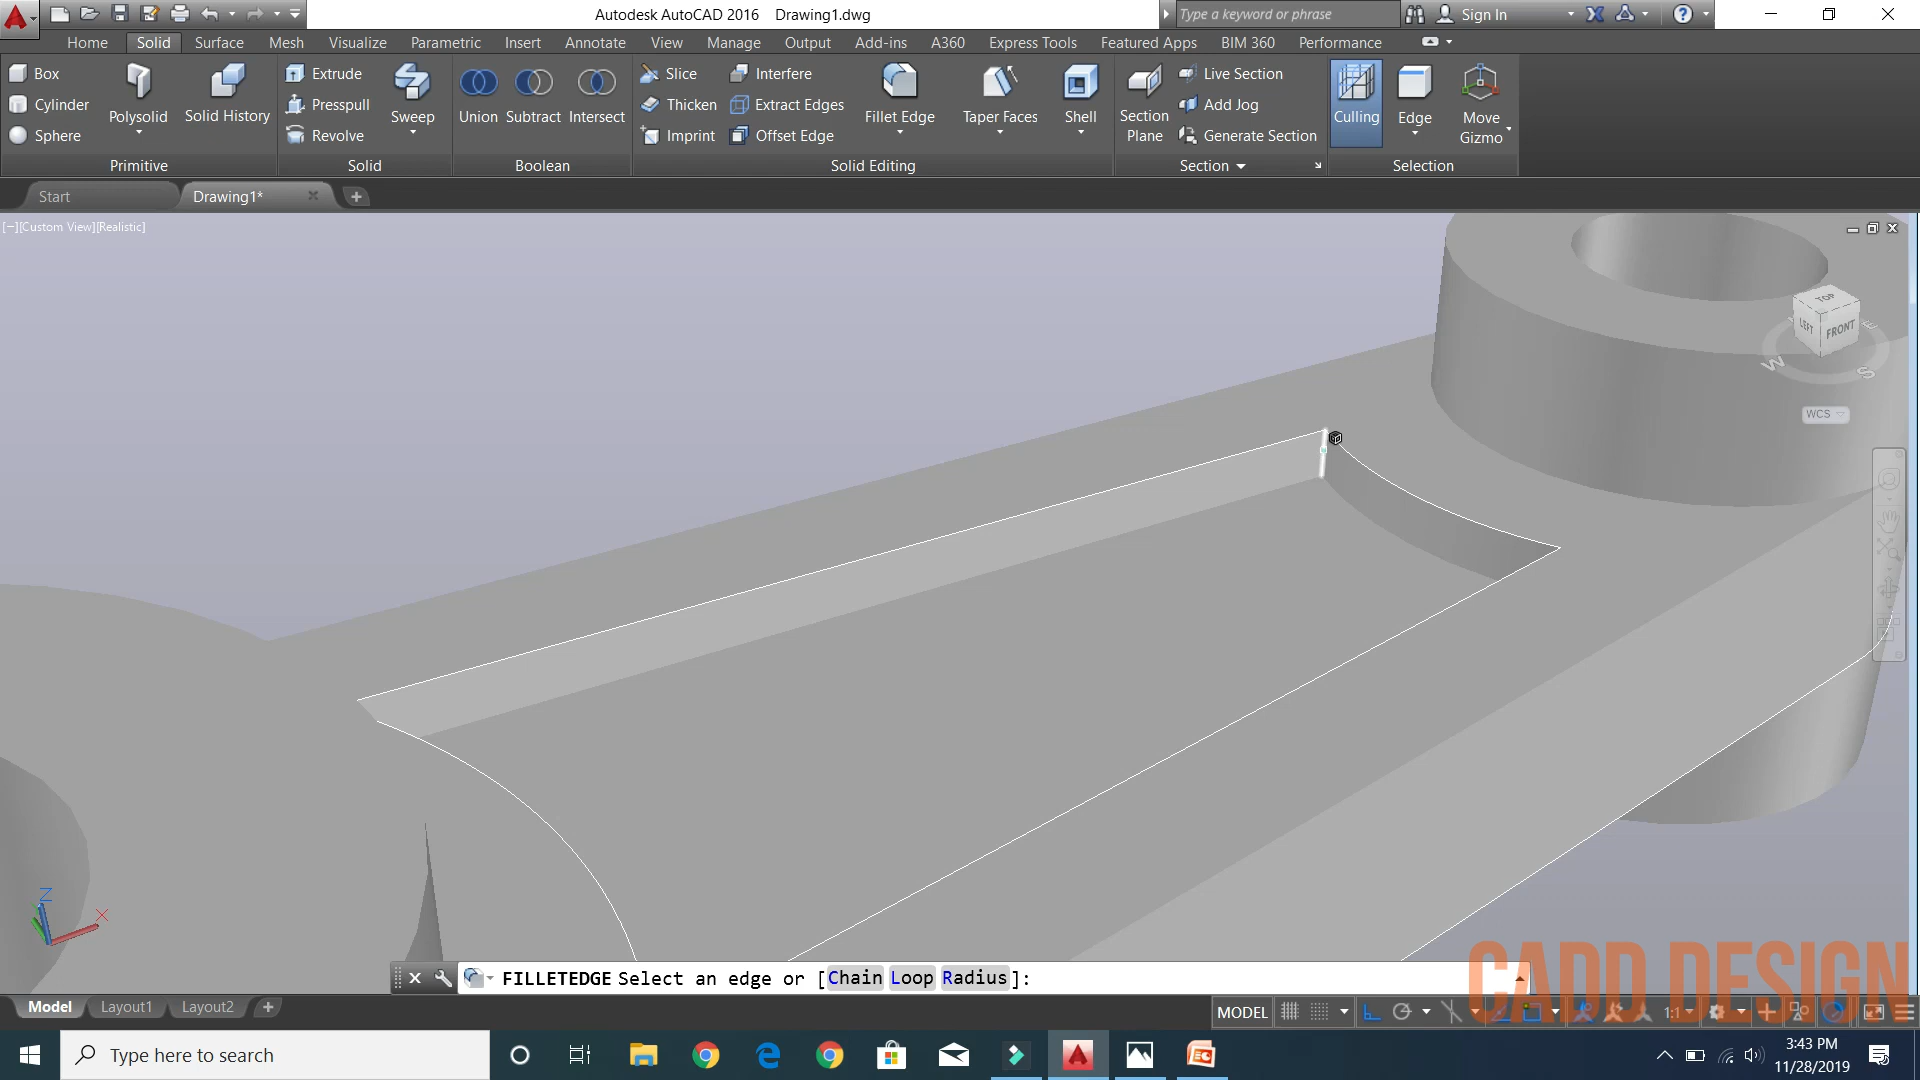 Autodesk AutoCAD 2016 Drawing1.dwg
Type a keyword or phrase
Sign In
Home Solid Surface Mesh Visualize Parametric Insert Annotate View Manage Output Add-ins A360 Express Tools Featured Apps BIM 360 Performance
Box
Cylinder
Sphere
Polysolid
Solid History
Primitive
Extrude
Presspull
Revolve
Sweep
Solid
Union
Subtract
Intersect
Boolean
Slice
Thicken
Imprint
Interfere
Extract Edges
Offset Edge
Fillet Edge
Taper Faces
Shell
Solid Editing
Section
Plane
Live Section
Add Jog
Generate Section
Section
Culling
Edge
Move
Gizmo
Selection
Start
Drawing1*
[−][Custom View][Realistic]
TOP
LEFT
FRONT
W
S
E
WCS
Z
X
FILLETEDGE Select an edge or [Chain Loop Radius]:
CADD DESIGN
Model Layout1 Layout2
MODEL
1:1
Type here to search
3:43 PM
11/28/2019